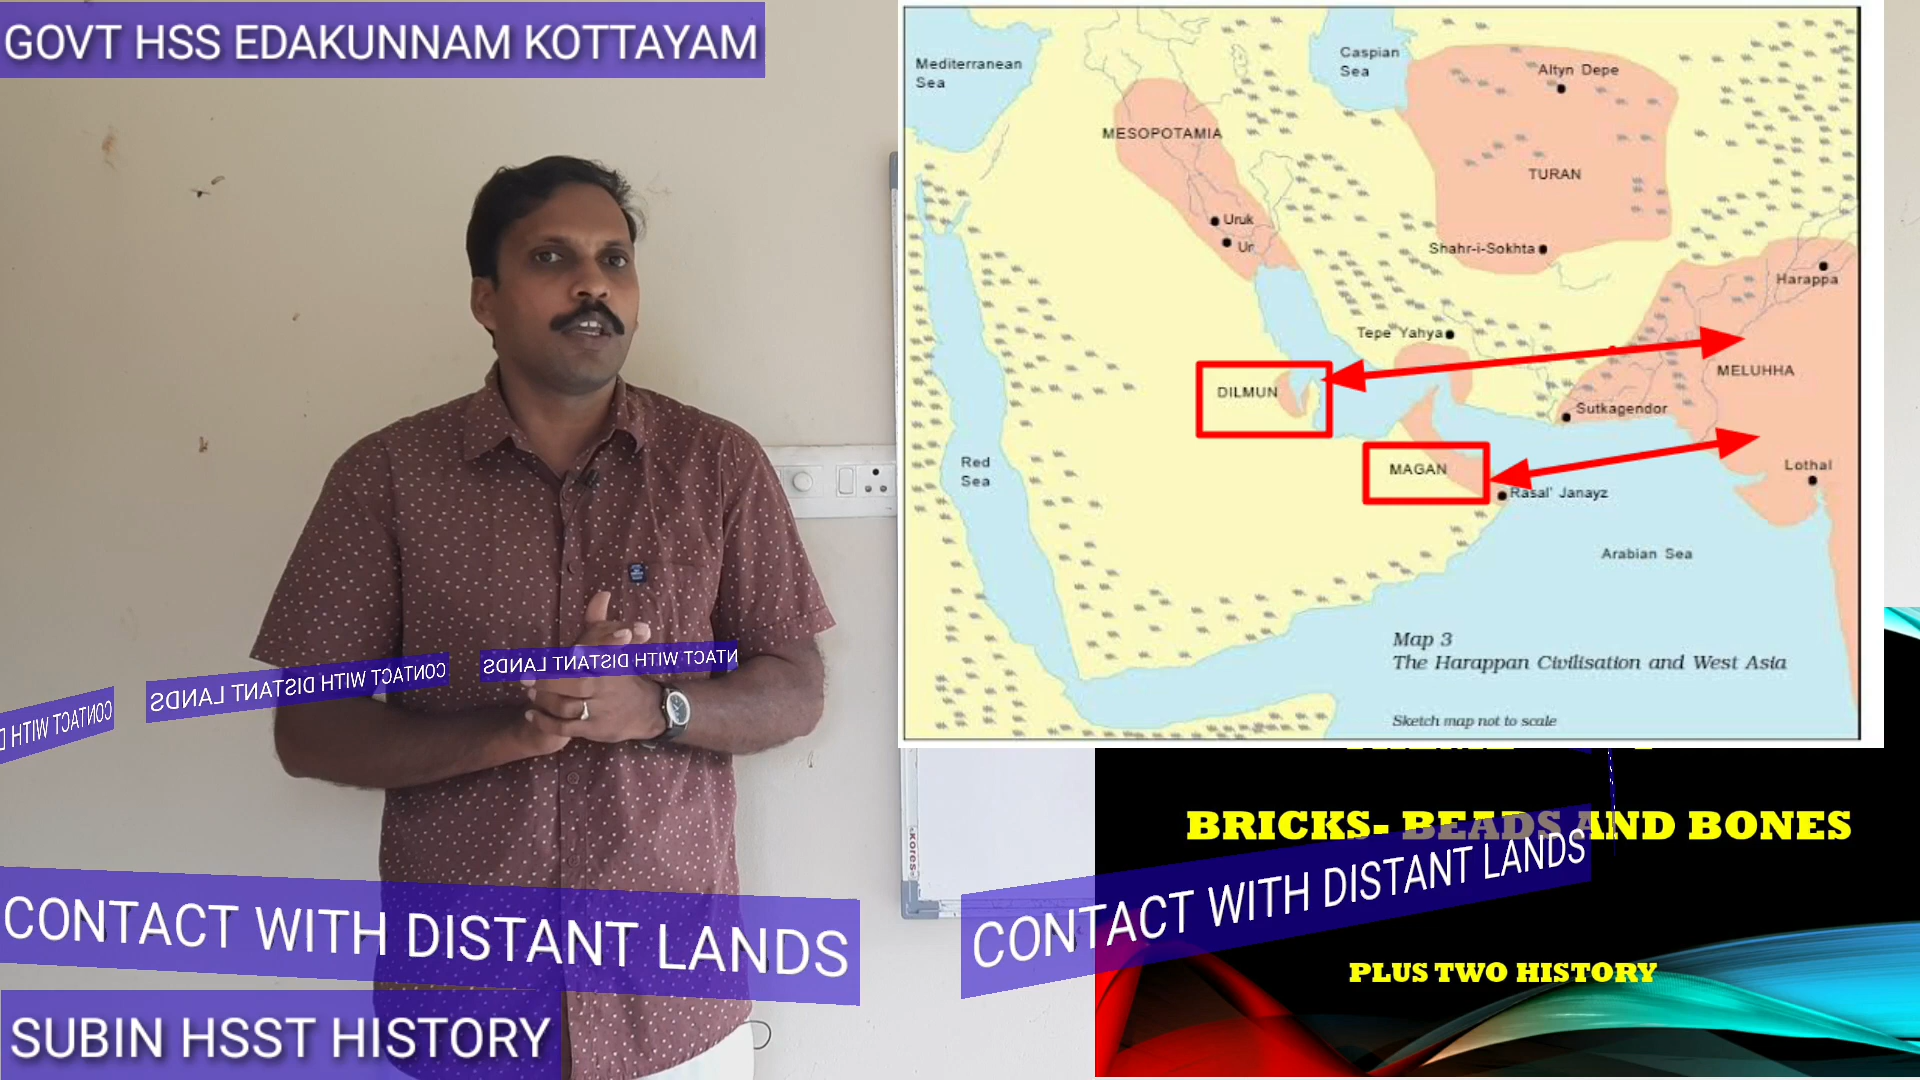 GOVT HSS EDAKUNNAM KOTTAYAM
Mediterranean
Sea
Caspian
Sea
Altyn Depe
MESOPOTAMIA
TURAN
Uruk
Ur
Shahr-i-Sokhta
Harappa
Tepe Yahya
MELUHHA
DILMUN
Sutkagendor
Red
Sea
MAGAN
Lothal
Rasal' Janayz
Arabian Sea
Map 3
The Harappan Civilisation and West Asia
Sketch map not to scale
CONTACT WITH D
CONTACT WITH DISTANT LANDS
NTACT WITH DISTANT LANDS
Kores
BRICKS- BEADS AND BONES
CONTACT WITH DISTANT LANDS
CONTACT WITH DISTANT LANDS
PLUS TWO HISTORY
SUBIN HSST HISTORY